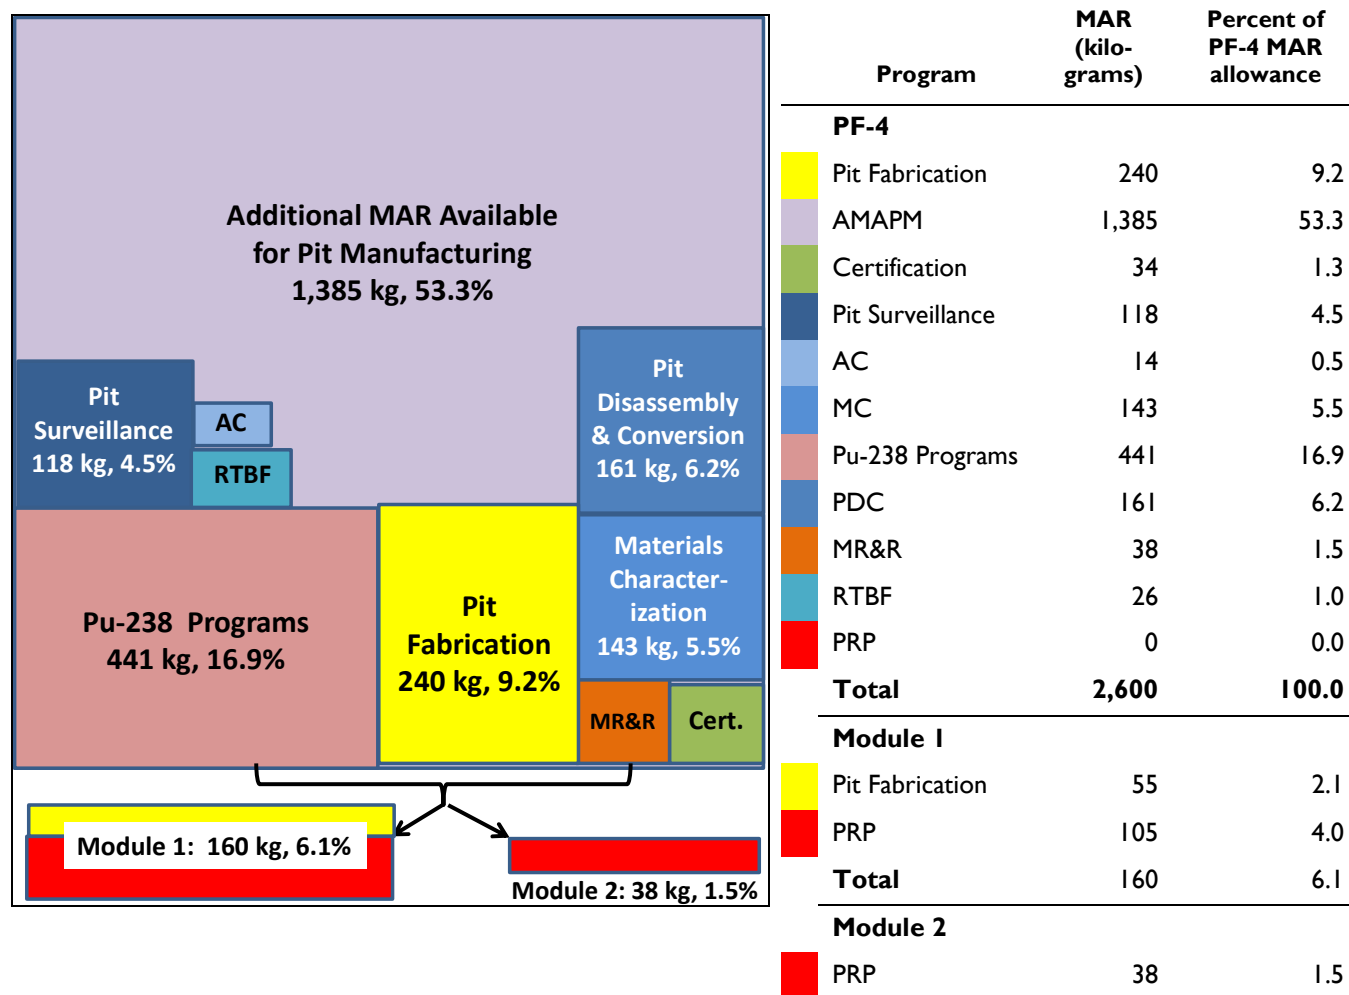 Additional MAR Available
for Pit Manufacturing
1,385 kg, 53.3%
Pit
Surveillance
118 kg, 4.5%
AC
RTBF
Pit
Disassembly
& Conversion
161 kg, 6.2%
Pu-238 Programs
441 kg, 16.9%
Pit
Fabrication
240 kg, 9.2%
Materials
Character-
ization
143 kg, 5.5%
MR&R
Cert.
Module 1: 160 kg, 6.1%
Module 2: 38 kg, 1.5%
Program MAR (kilo-grams) Percent of PF-4 MAR allowance
PF-4
Pit Fabrication 240 9.2
AMAPM 1,385 53.3
Certification 34 1.3
Pit Surveillance 118 4.5
AC 14 0.5
MC 143 5.5
Pu-238 Programs 441 16.9
PDC 161 6.2
MR&R 38 1.5
RTBF 26 1.0
PRP 0 0.0
Total 2,600 100.0
Module 1
Pit Fabrication 55 2.1
PRP 105 4.0
Total 160 6.1
Module 2
PRP 38 1.5